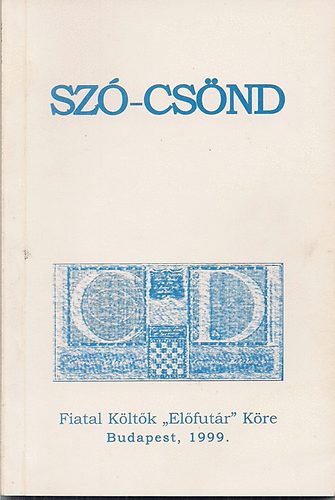 SZÓ-CSÖND
Fiatal Költők „Előfutár” Köre
Budapest, 1999.